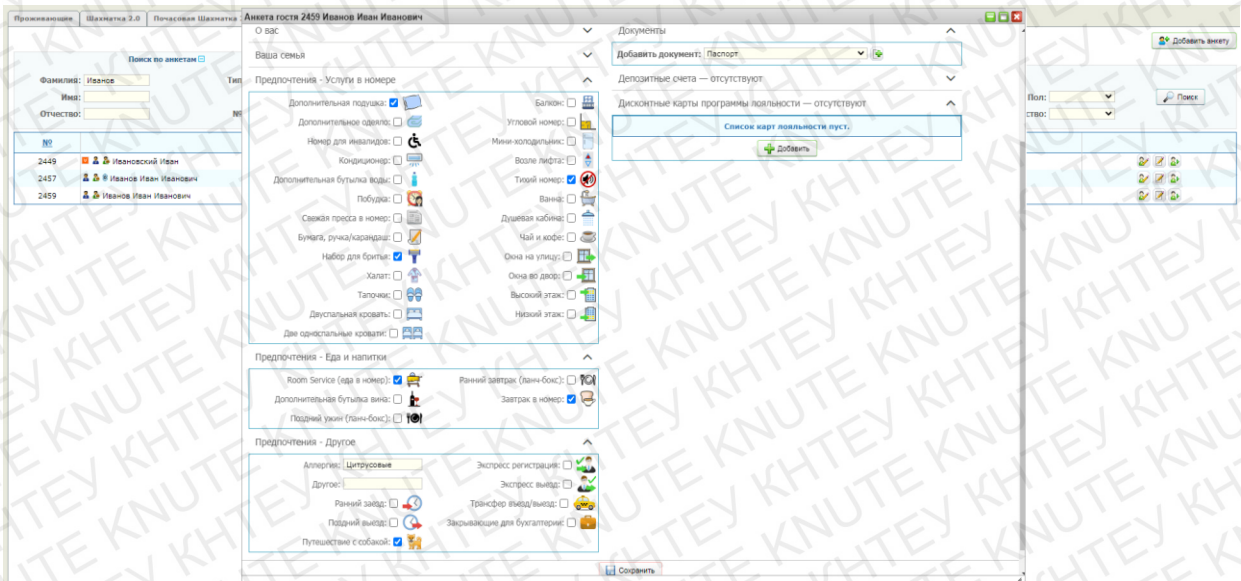 Проживающие
Шахматка 2.0
Почасовая Шахматка
Анкета гостя 2459 Иванов Иван Иванович
Добавить анкету
Поиск по анкетам
Фамилия: Иванов
Тип
Имя:
Отчество:
№
Пол:
ство:
Поиск
№
2449 Ивановский Иван
2457 Иванов Иван Иванович
2459 Иванов Иван Иванович
О вас
Ваша семья
Предпочтения - Услуги в номере
Дополнительная подушка:
Балкон:
Дополнительное одеяло:
Угловой номер:
Номер для инвалидов:
Мини-холодильник:
Кондиционер:
Возле лифта:
Дополнительная бутылка воды:
Тихий номер:
Побудка:
Ванна:
Свежая пресса в номер:
Душевая кабина:
Бумага, ручка/карандаш:
Чай и кофе:
Набор для бритья:
Окна на улицу:
Халат:
Окна во двор:
Тапочки:
Высокий этаж:
Двуспальная кровать:
Низкий этаж:
Две односпальные кровати:
Предпочтения - Еда и напитки
Room Service (еда в номер):
Ранний завтрак (ланч-бокс):
Дополнительная бутылка вина:
Завтрак в номер:
Поздний ужин (ланч-бокс):
Предпочтения - Другое
Аллергия: Цитрусовые
Экспресс регистрация:
Другое:
Экспресс выезд:
Ранний заезд:
Трансфер въезд/выезд:
Поздний выезд:
Закрывающие для бухгалтерии:
Путешествие с собакой:
Документы
Добавить документ: Паспорт
Депозитные счета — отсутствуют
Дисконтные карты программы лояльности — отсутствуют
Список карт лояльности пуст.
Добавить
Сохранить